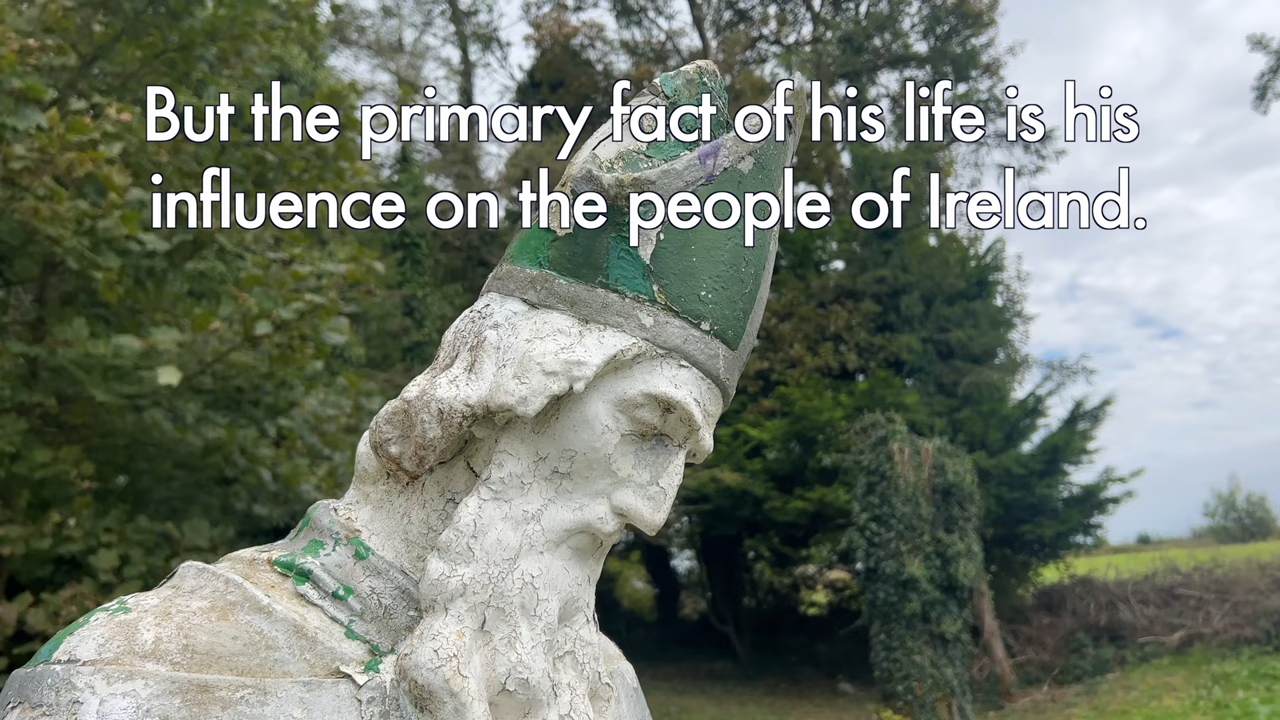 But the primary fact of his life is his
influence on the people of Ireland.